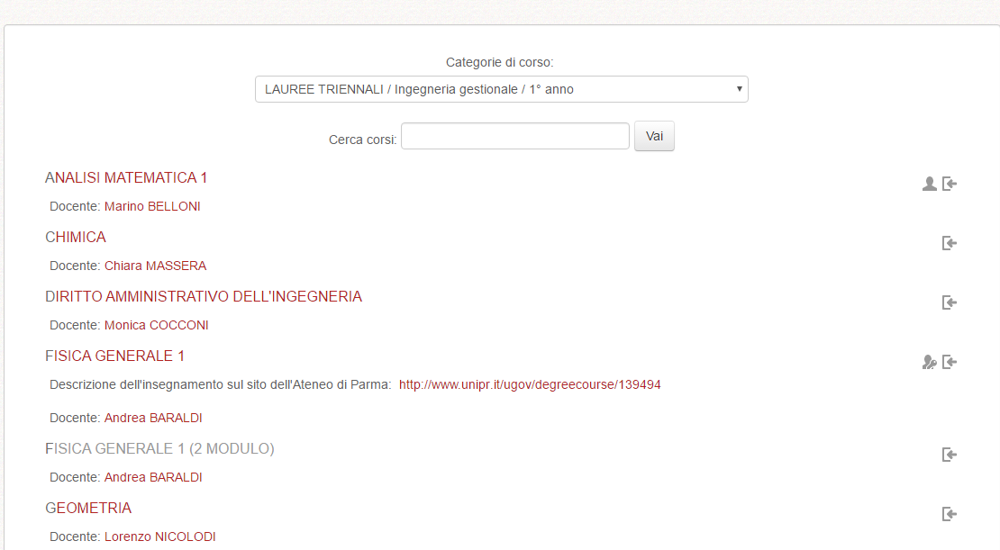 Categorie di corso:
LAUREE TRIENNALI / Ingegneria gestionale / 1° anno
Cerca corsi: Vai
ANALISI MATEMATICA 1
Docente: Marino BELLONI
CHIMICA
Docente: Chiara MASSERA
DIRITTO AMMINISTRATIVO DELL'INGEGNERIA
Docente: Monica COCCONI
FISICA GENERALE 1
Descrizione dell'insegnamento sul sito dell'Ateneo di Parma: http://www.unipr.it/ugov/degreecourse/139494
Docente: Andrea BARALDI
FISICA GENERALE 1 (2 MODULO)
Docente: Andrea BARALDI
GEOMETRIA
Docente: Lorenzo NICOLODI